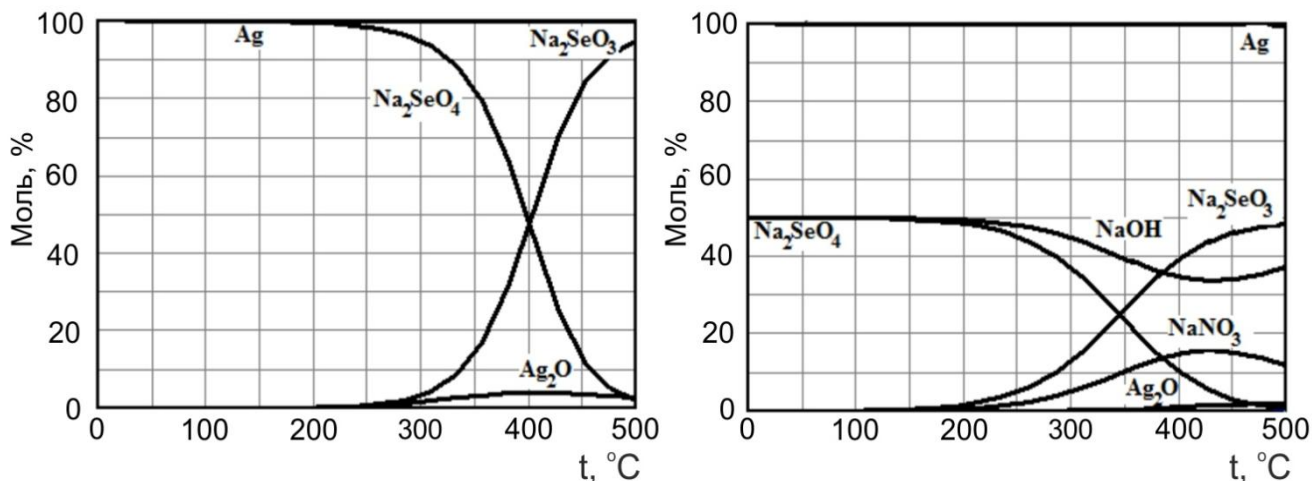 100
80
60
40
20
0
Моль, %
Ag
Na₂SeO₃
Na₂SeO₄
Ag₂O
0 100 200 300 400 500
t, °C
100
80
60
40
20
0
Моль, %
Ag
Na₂SeO₃
NaOH
Na₂SeO₄
NaNO₃
Ag₂O
0 100 200 300 400 500
t, °C